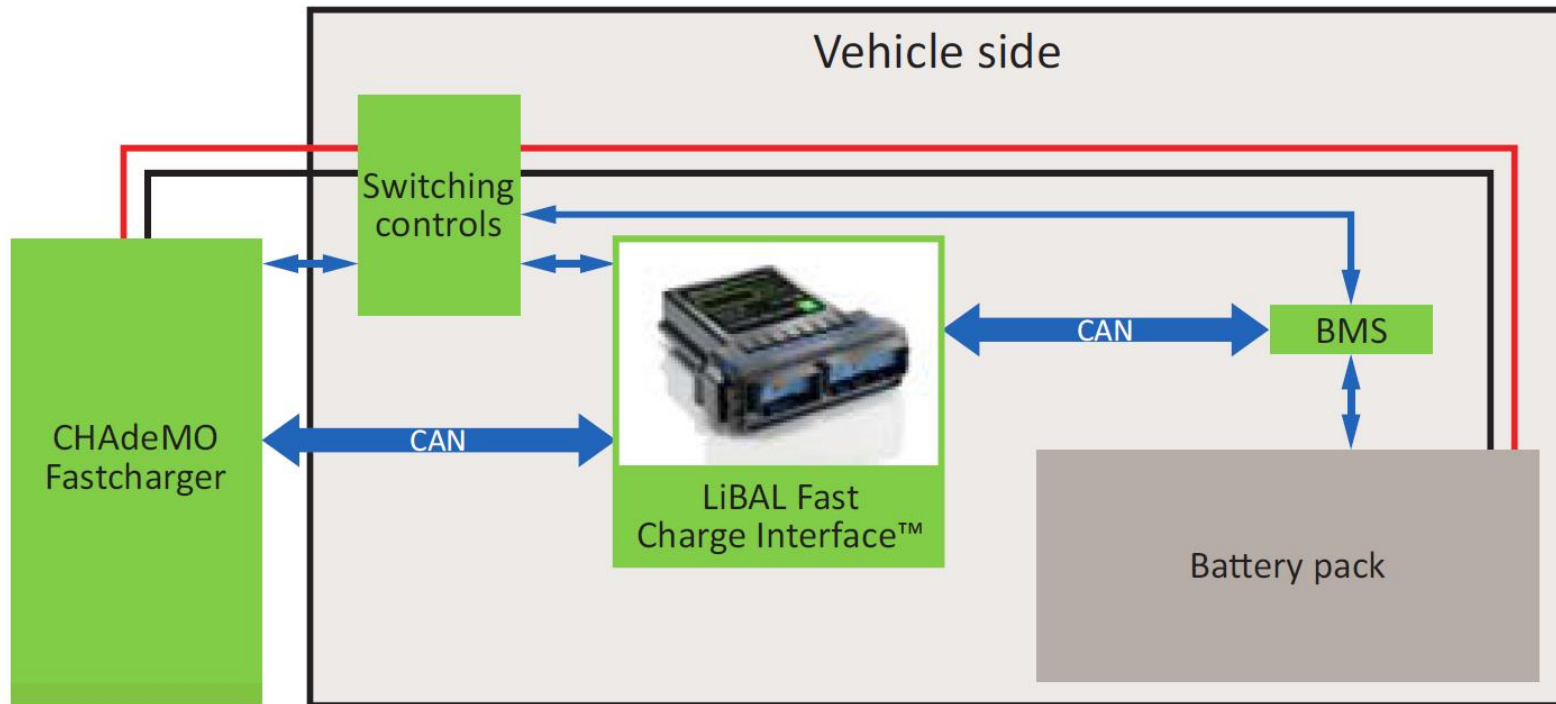 Vehicle side
Switching
controls
CAN
BMS
CHAdeMO
Fastcharger
CAN
LiBAL Fast
Charge Interface™
Battery pack